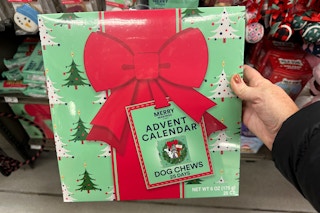 MERRY
ADVENT
CALENDAR
DOG CHEWS
25 DAYS